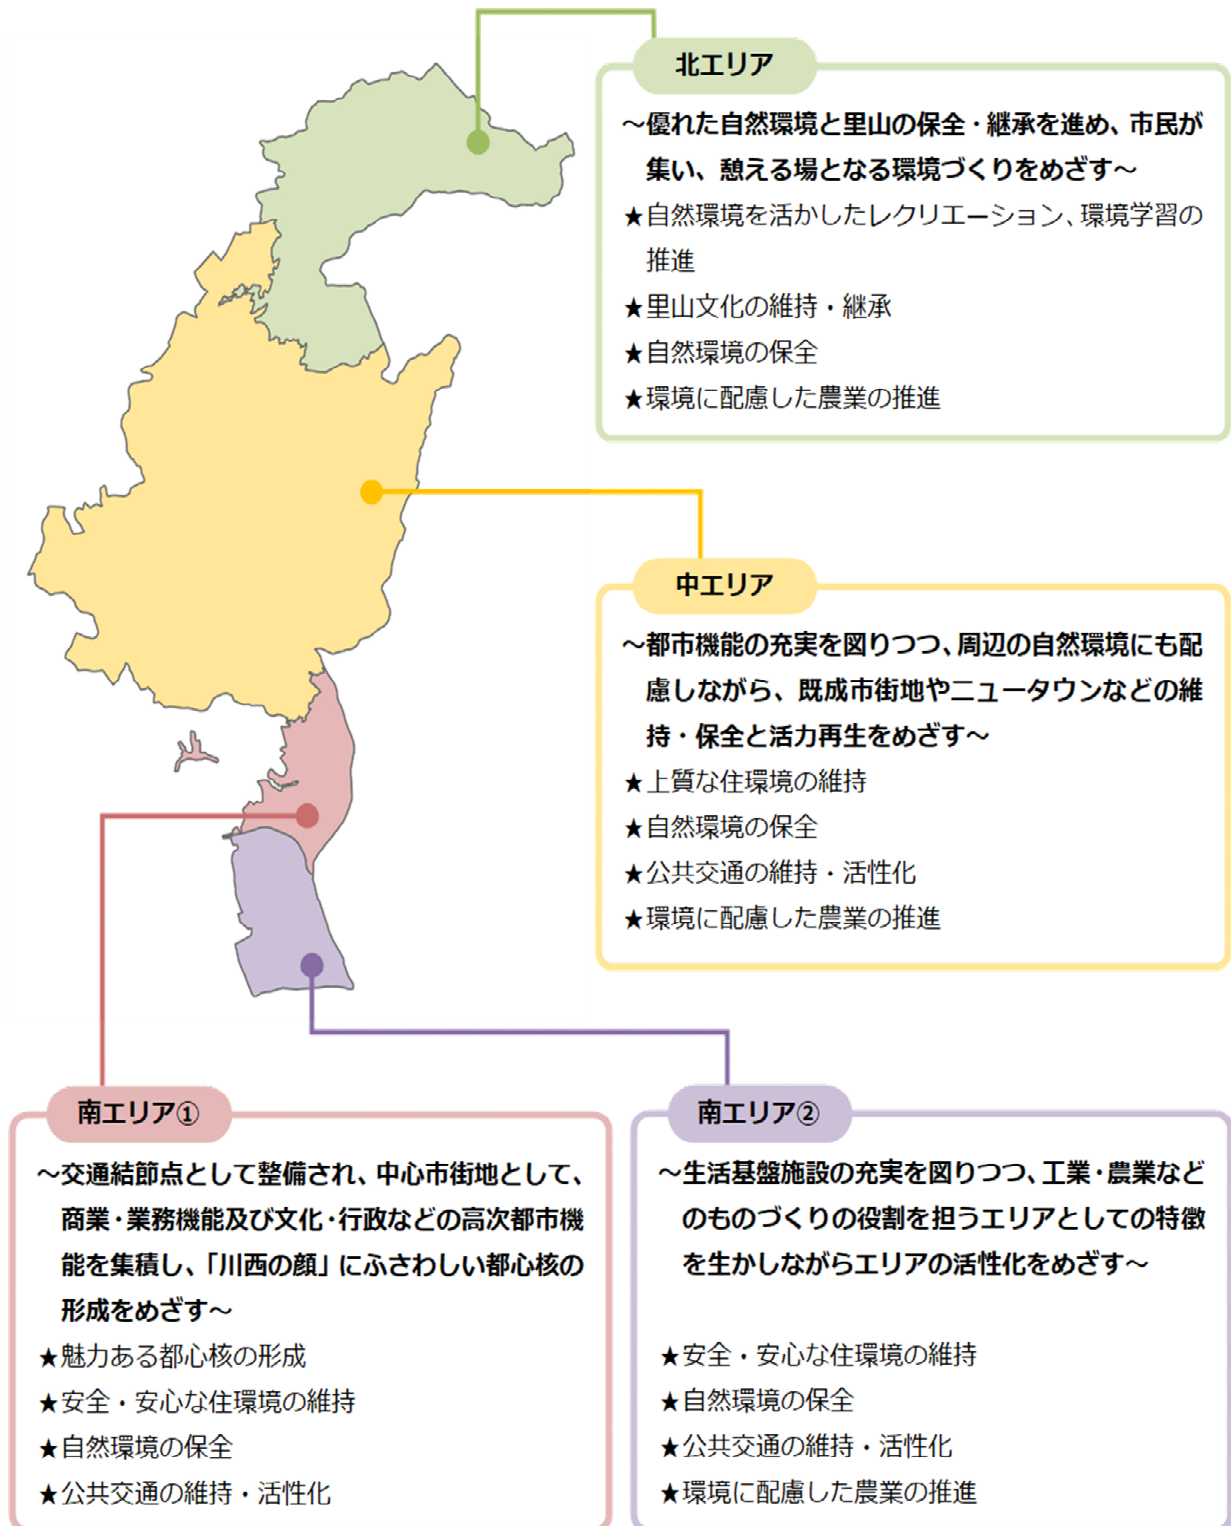 北エリア
～優れた自然環境と里山の保全・継承を進め、市民が
集い、憩える場となる環境づくりをめざす～
★自然環境を活かしたレクリエーション、環境学習の
推進
★里山文化の維持・継承
★自然環境の保全
★環境に配慮した農業の推進
中エリア
～都市機能の充実を図りつつ、周辺の自然環境にも配
慮しながら、既成市街地やニュータウンなどの維
持・保全と活力再生をめざす～
★上質な住環境の維持
★自然環境の保全
★公共交通の維持・活性化
★環境に配慮した農業の推進
南エリア①
～交通結節点として整備され、中心市街地として、
商業・業務機能及び文化・行政などの高次都市機
能を集積し、「川西の顔」にふさわしい都心核の
形成をめざす～
★魅力ある都心核の形成
★安全・安心な住環境の維持
★自然環境の保全
★公共交通の維持・活性化
南エリア②
～生活基盤施設の充実を図りつつ、工業・農業など
のものづくりの役割を担うエリアとしての特徴
を生かしながらエリアの活性化をめざす～
★安全・安心な住環境の維持
★自然環境の保全
★公共交通の維持・活性化
★環境に配慮した農業の推進